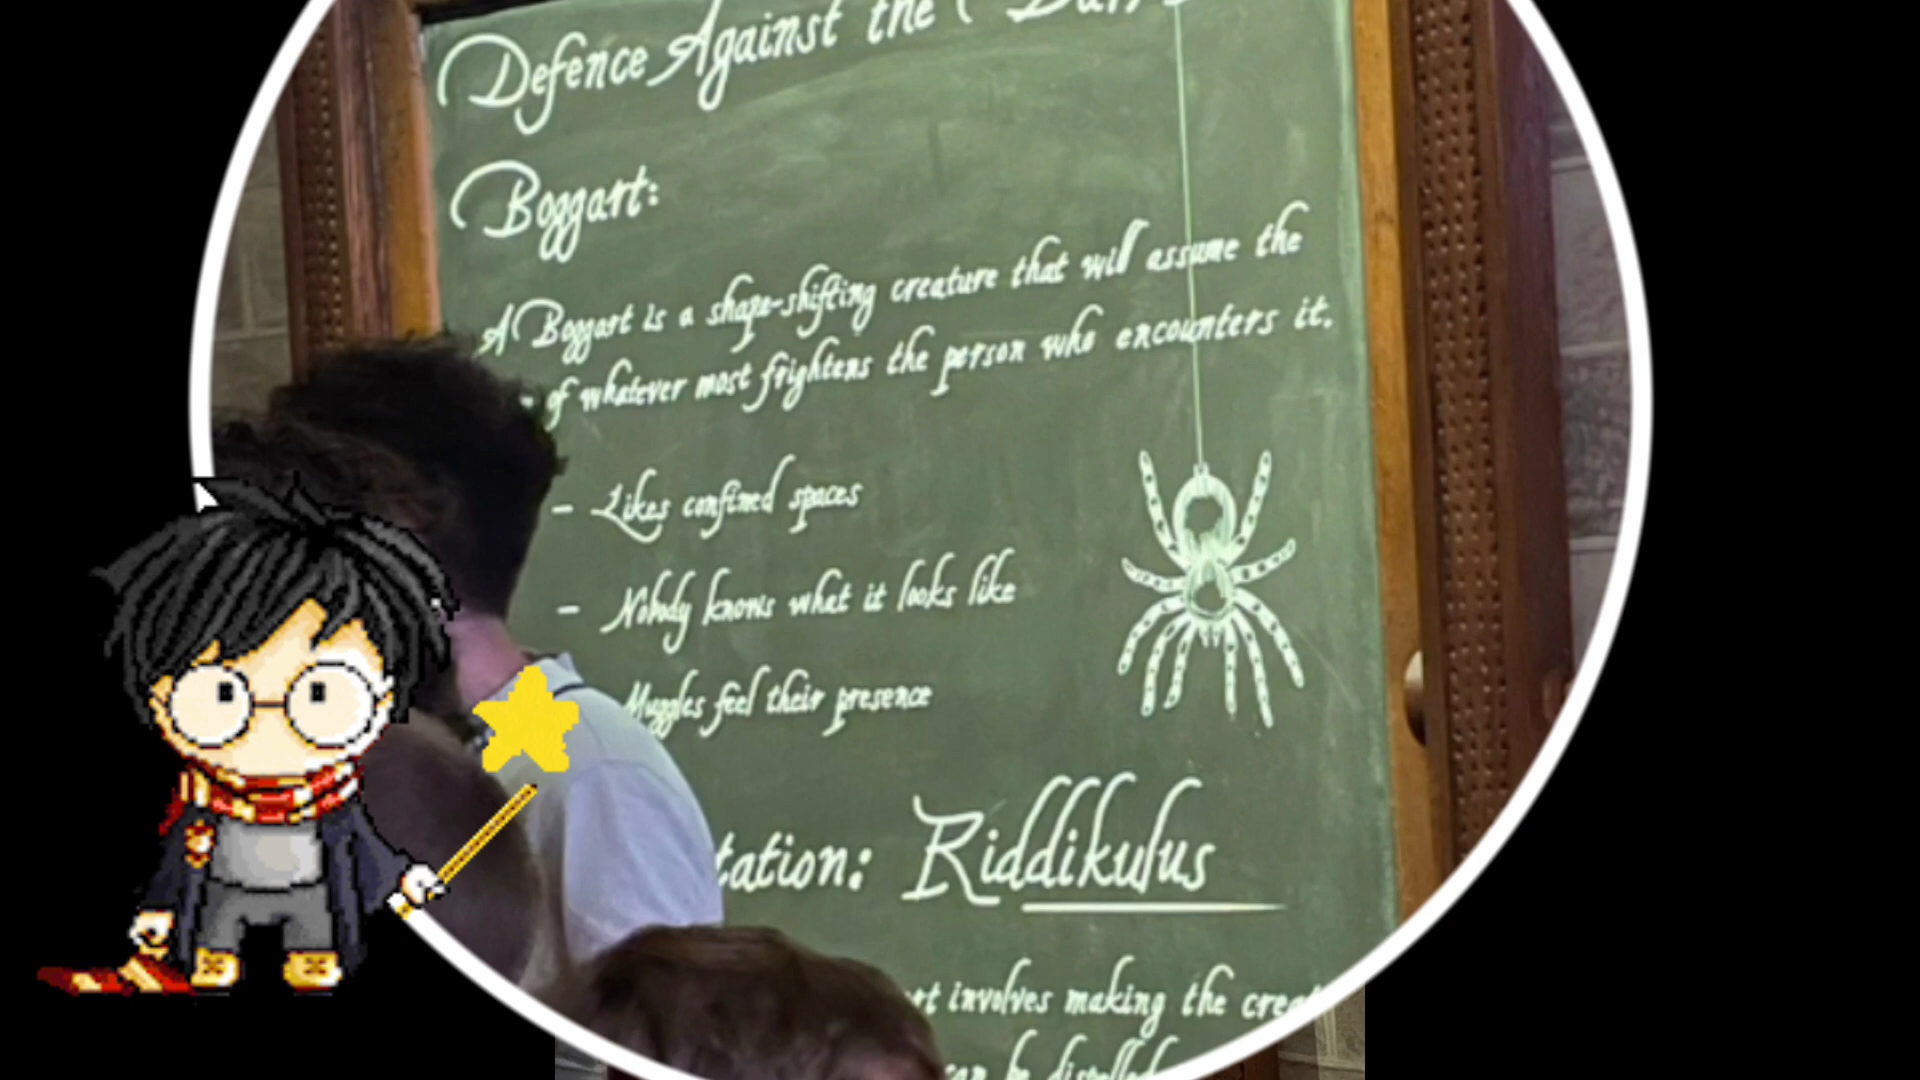 Defence Against the
Boggart:
A Boggart is a shape-shifting creature that will assume the
of whatever most frightens the person who encounters it.
- Likes confined spaces
- Nobody knows what it looks like
Muggles feel their presence
tation: Riddikulus
involves making the
can be